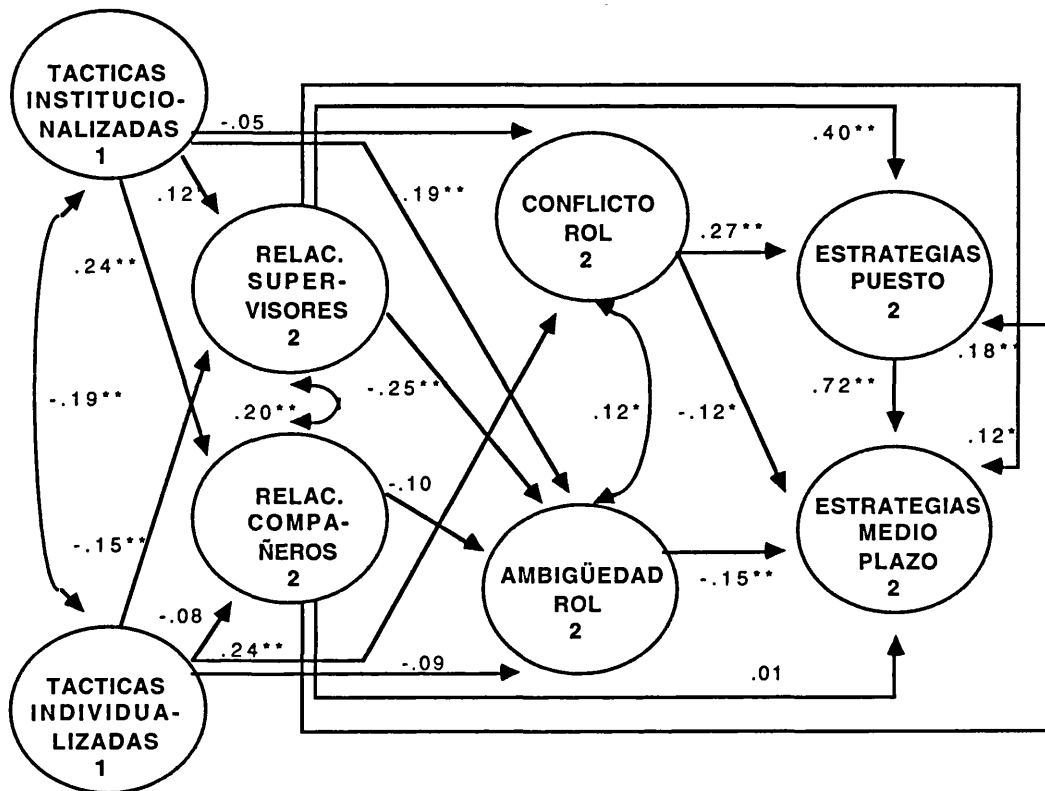 TACTICAS
INSTITUCIO-
NALIZADAS
1
-.05
.12*
-.19**
.40**
CONFLICTO
ROL
2
.27**
ESTRATEGIAS
PUESTO
2
.24**
RELAC.
SUPER-
VISORES
2
.18**
-.19**
.20**
-.25**
.12*
-.12*
.72**
.12*
RELAC.
COMPA-
ÑEROS
2
-.10
ESTRATEGIAS
MEDIO
PLAZO
2
-.15**
AMBIGÜEDAD
ROL
2
-.15**
-.08
.24**
-.09
.01
TACTICAS
INDIVIDUA-
LIZADAS
1